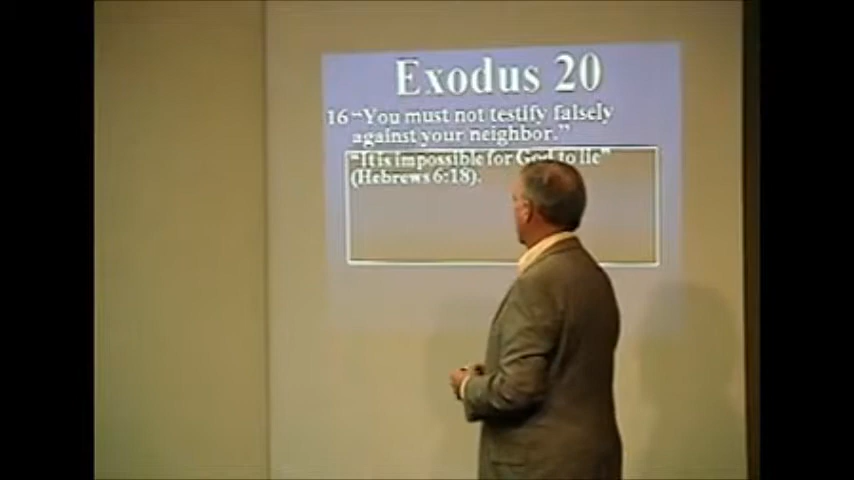 Exodus 20
16 “You must not testify falsely
against your neighbor.”
“It is impossible for God to lie”
(Hebrews 6:18).